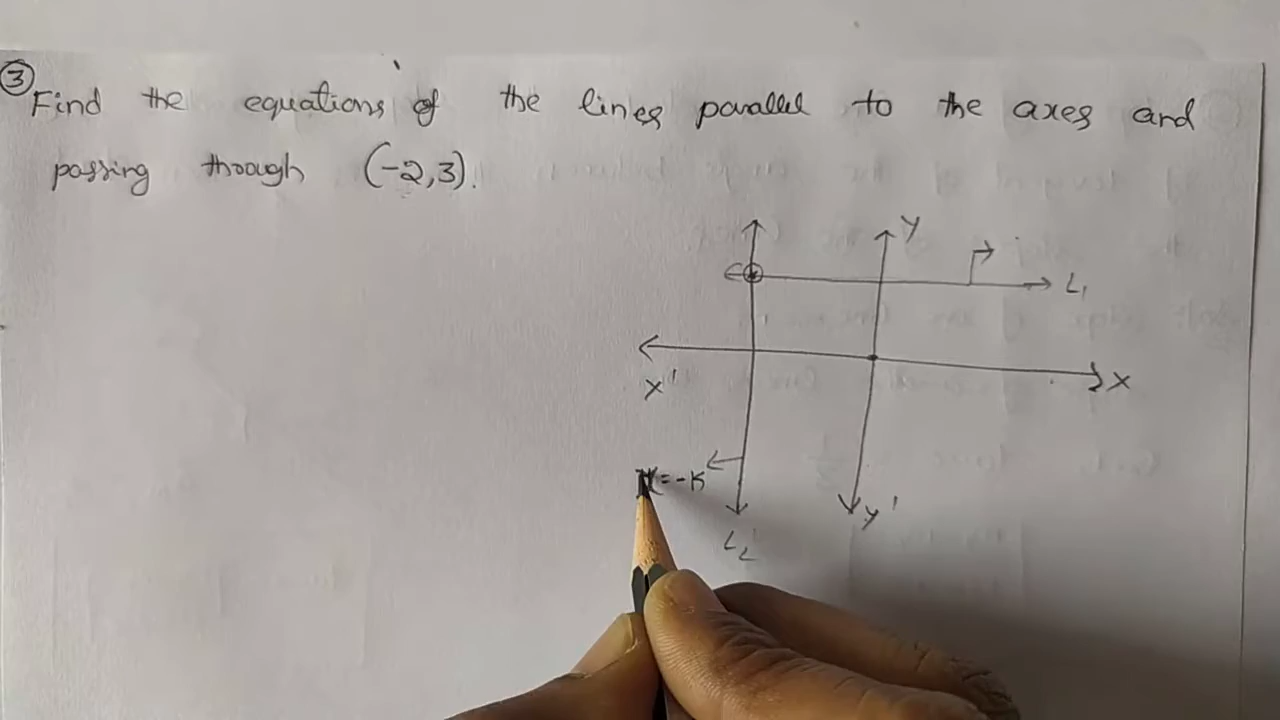 ③
Find the equations of the lines parallel to the axes and
passing through (-2,3).
Y
L₁
X' X
= -K
Y'
L₂